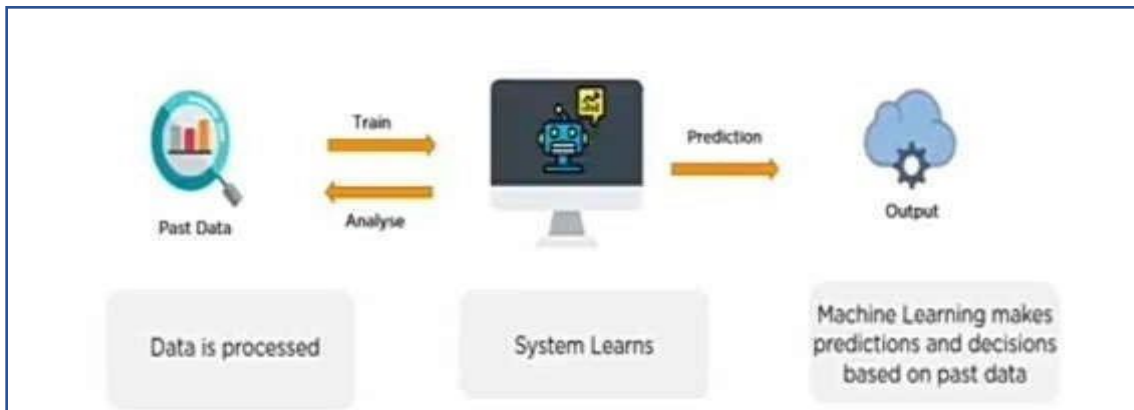 Train
Prediction
Past Data
Analyse
Output
Data is processed
System Learns
Machine Learning makes
predictions and decisions
based on past data